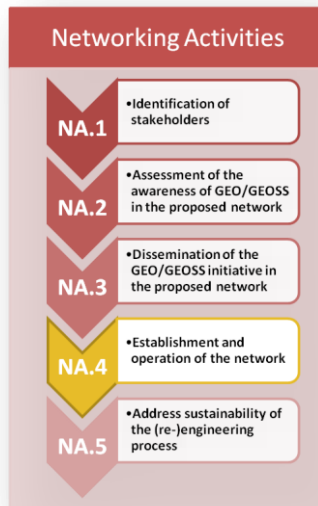 Networking Activities
NA.1
•Identification of
stakeholders
NA.2
•Assessment of the
awareness of GEO/GEOSS
in the proposed network
NA.3
•Dissemination of the
GEO/GEOSS initiative in
the proposed network
NA.4
•Establishment and
operation of the network
NA.5
•Address sustainability of
the (re-)engineering
process